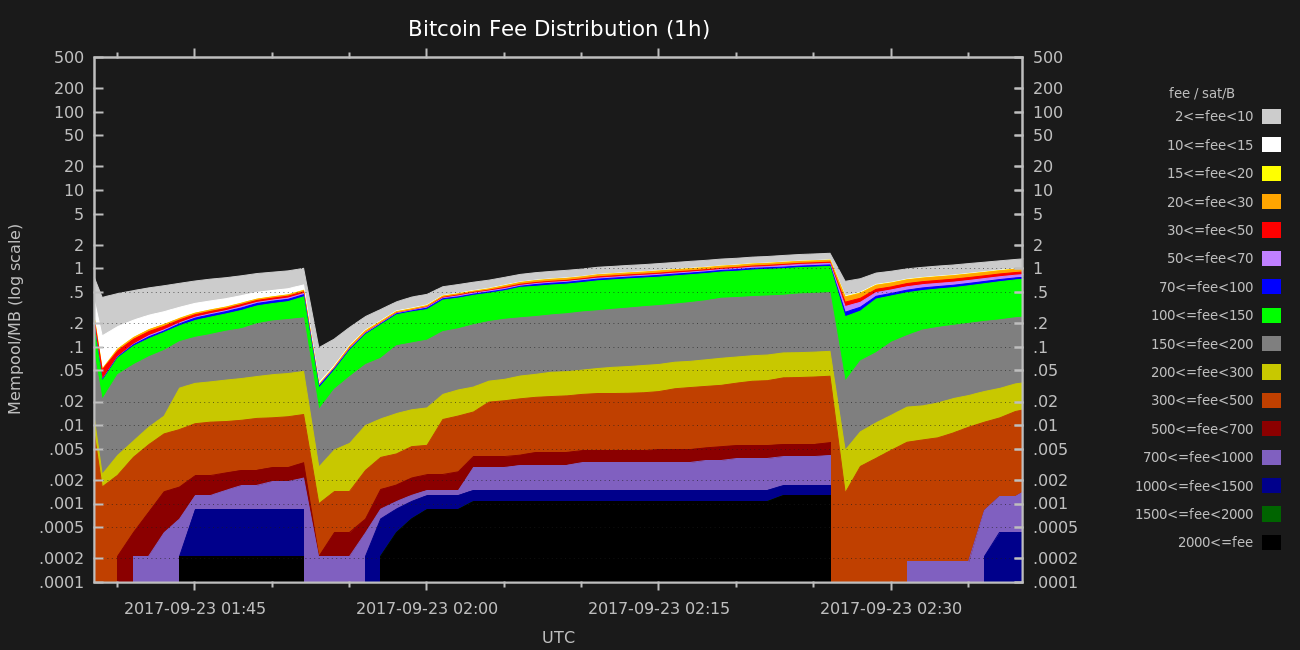 Bitcoin Fee Distribution (1h)
500 500
200 200
100 100
50 50
20 20
10 10
5 5
2 2
1 1
.5 .5
.2 .2
.1 .1
.05 .05
.02 .02
.01 .01
.005 .005
.002 .002
.001 .001
.0005 .0005
.0002 .0002
.0001 .0001
Mempool/MB (log scale)
2017-09-23 01:45 2017-09-23 02:00 2017-09-23 02:15 2017-09-23 02:30
UTC
fee / sat/B
2<=fee<10
10<=fee<15
15<=fee<20
20<=fee<30
30<=fee<50
50<=fee<70
70<=fee<100
100<=fee<150
150<=fee<200
200<=fee<300
300<=fee<500
500<=fee<700
700<=fee<1000
1000<=fee<1500
1500<=fee<2000
2000<=fee